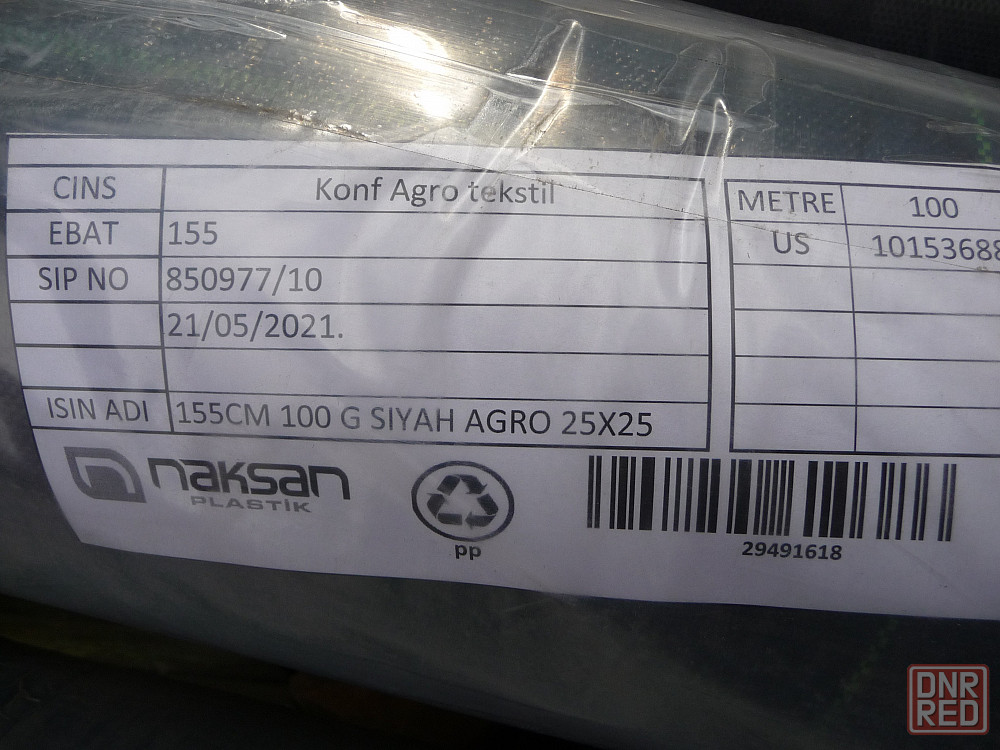 CINS Konf Agro tekstil
EBAT 155
SIP NO 850977/10
21/05/2021.
ISIN ADI 155CM 100 G SIYAH AGRO 25X25
METRE 100
US 10153688
naksan
PLASTİK
pp
29491618
DNR
RED